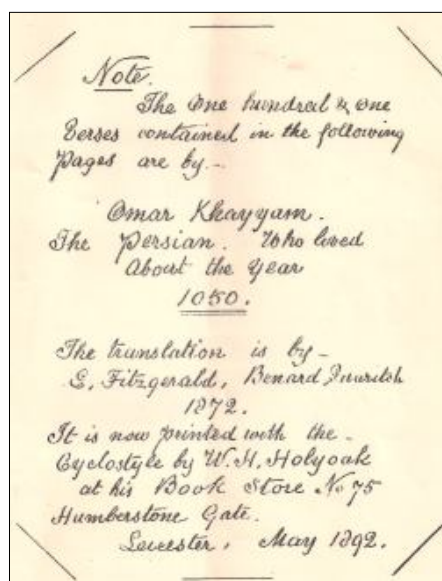 Note.
The One hundred & One
Verses contained in the following
Pages are by.-
Omar Khayyam.
The Persian. Who loved
About the Year
1050.
The translation is by-
E, Fitzgerald, Benard Quaritch
1872.
It is now printed with the-
Cyclostyle by W. H, Holyoak
at his Book Store No 75
Humberstone Gate.
Leicester, May 1892.